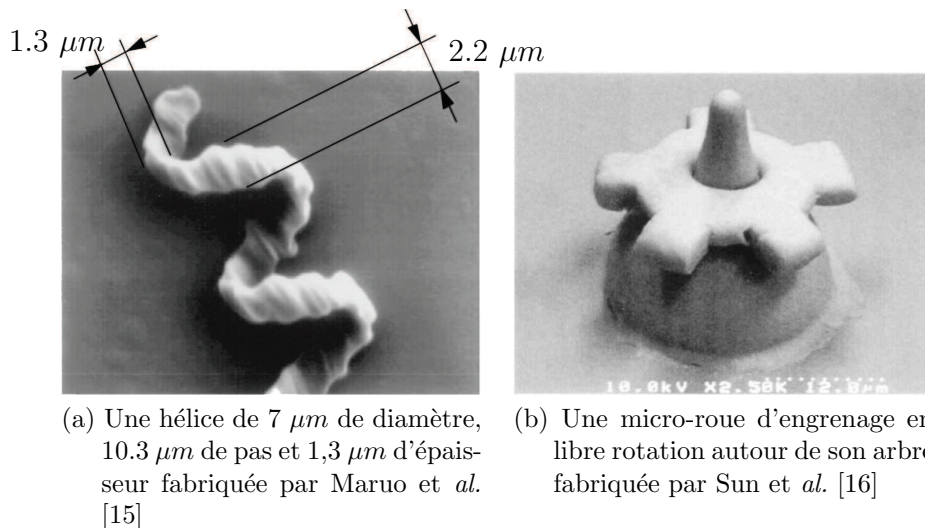 1.3 μm
2.2 μm
10.0kV X2.50K 12.0μm
(a) Une hélice de 7 μm de diamètre,
10.3 μm de pas et 1,3 μm d'épais-
seur fabriquée par Maruo et al.
[15]
(b) Une micro-roue d'engrenage en
libre rotation autour de son arbre
fabriquée par Sun et al. [16]